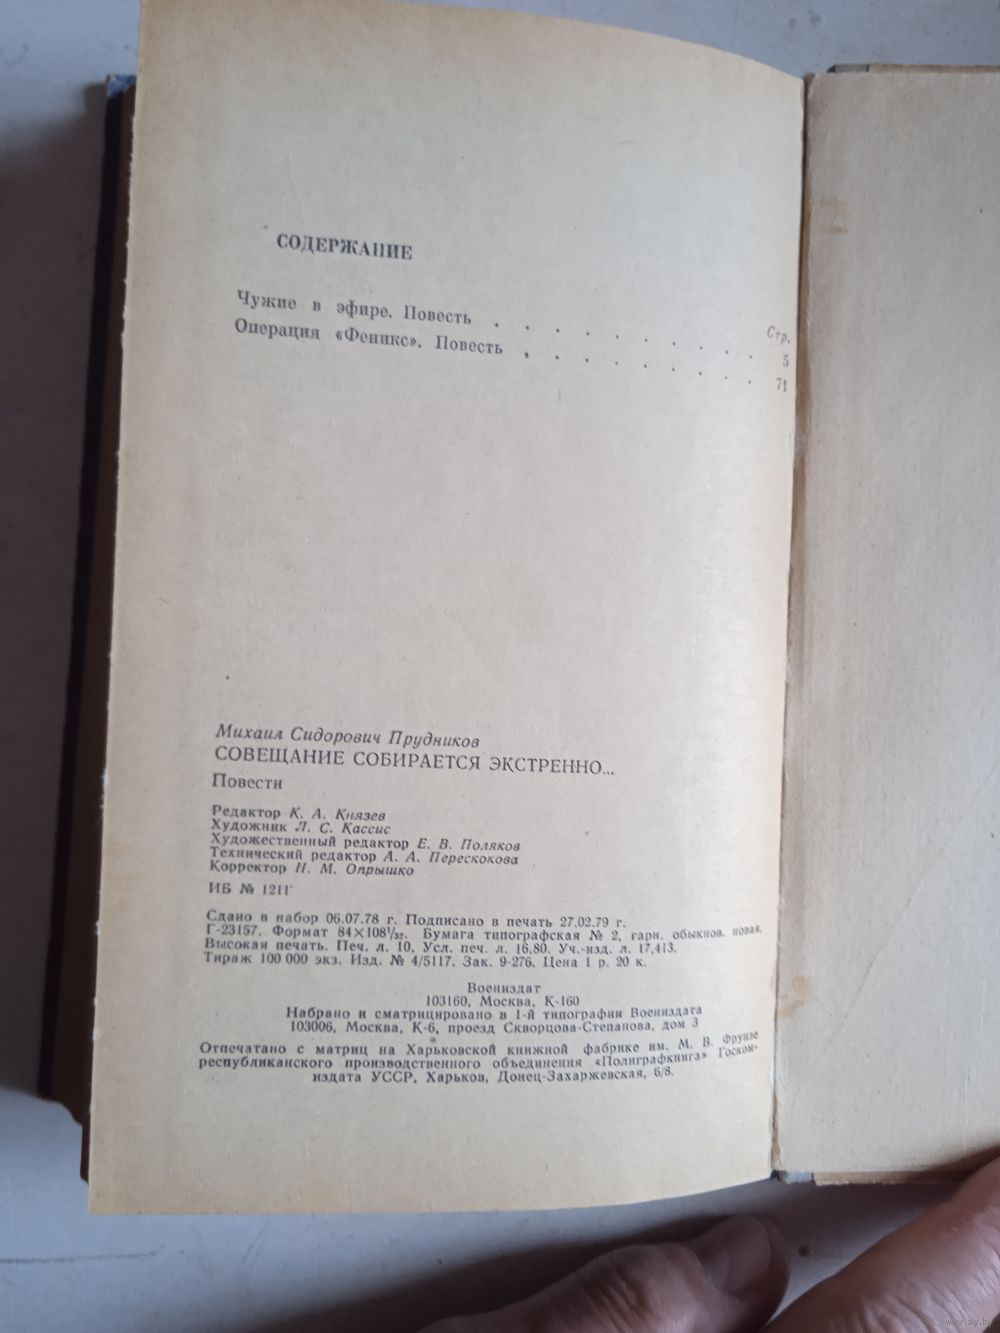 СОДЕРЖАНИЕ
Стр.
Чужие в эфире. Повесть . . . . . . . . . 5
Операция «Феникс». Повесть . . . . . . . . 71
Михаил Сидорович Прудников
СОВЕЩАНИЕ СОБИРАЕТСЯ ЭКСТРЕННО...
Повести
Редактор К. А. Князев
Художник Л. С. Кассис
Художественный редактор Е. В. Поляков
Технический редактор А. А. Перескокова
Корректор Н. М. Опрышко
ИБ №
Сдано в набор 06.07.78 г. Подписано в печать 27.02.79 г.
Г-23157. Формат 84×108¹/₃₂. Бумага типографская № 2, гарн. обыкнов. новая.
Высокая печать. Печ. л. 10. Усл. печ. л. 16,80. Уч.-изд. л. 17,413.
Тираж 100 000 экз. Изд. № 4/5117. Зак. 9-276. Цена 1 р. 20 к.
Воениздат
103160, Москва, К-160
Набрано и сматрицировано в 1-й типографии Воениздата
103006, Москва, К-6, проезд Скворцова-Степанова, дом 3
Отпечатано с матриц на Харьковской книжной фабрике им. М. В. Фрунзе
республиканского производственного объединения «Полиграфкнига» Госком-
издата УССР, Харьков, Донец-Захаржевская, 6/8.
www.ay.by